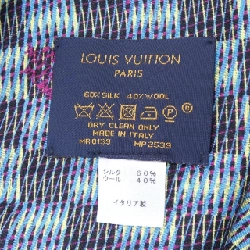 LOUIS VUITTON
PARIS
60% SILK 40% WOOL
DRY CLEAN ONLY
MADE IN ITALY
MR0133 MP2539
シルク 60%
ウール 40%
イタリア製